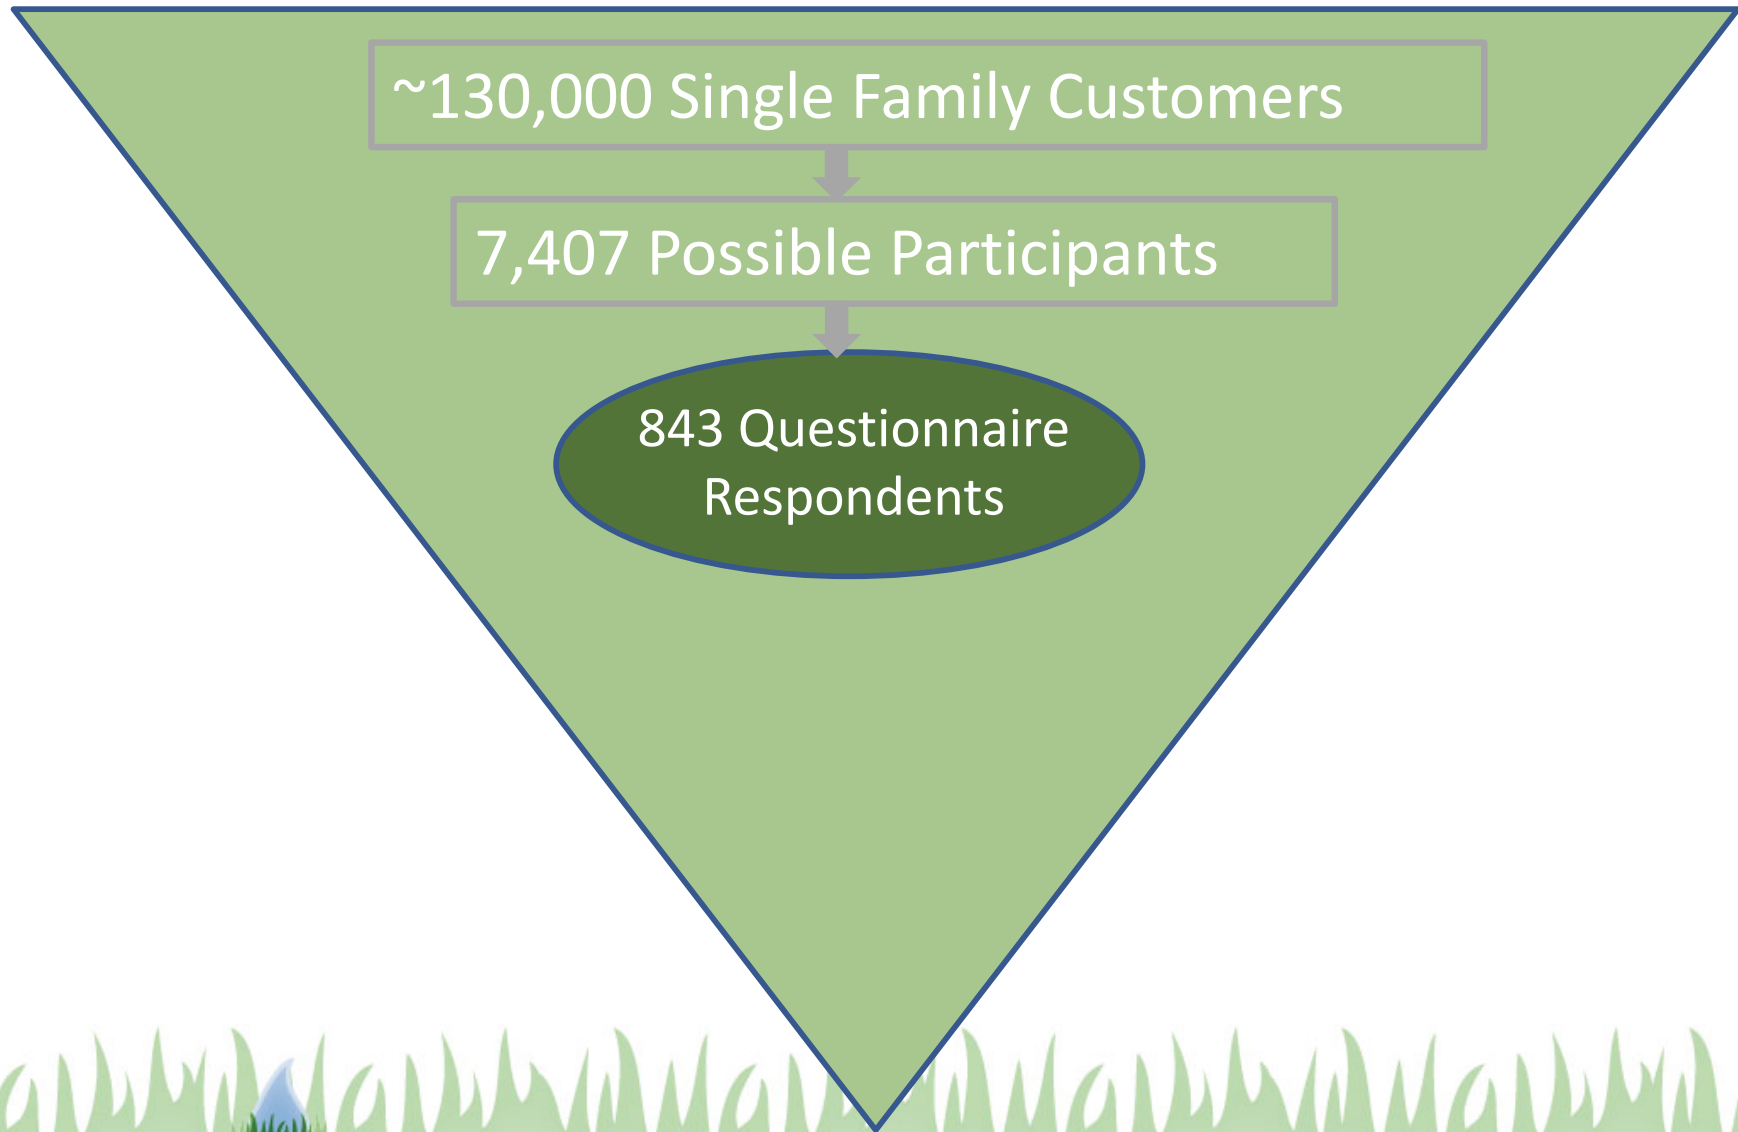 ~130,000 Single Family Customers
7,407 Possible Participants
843 Questionnaire
Respondents